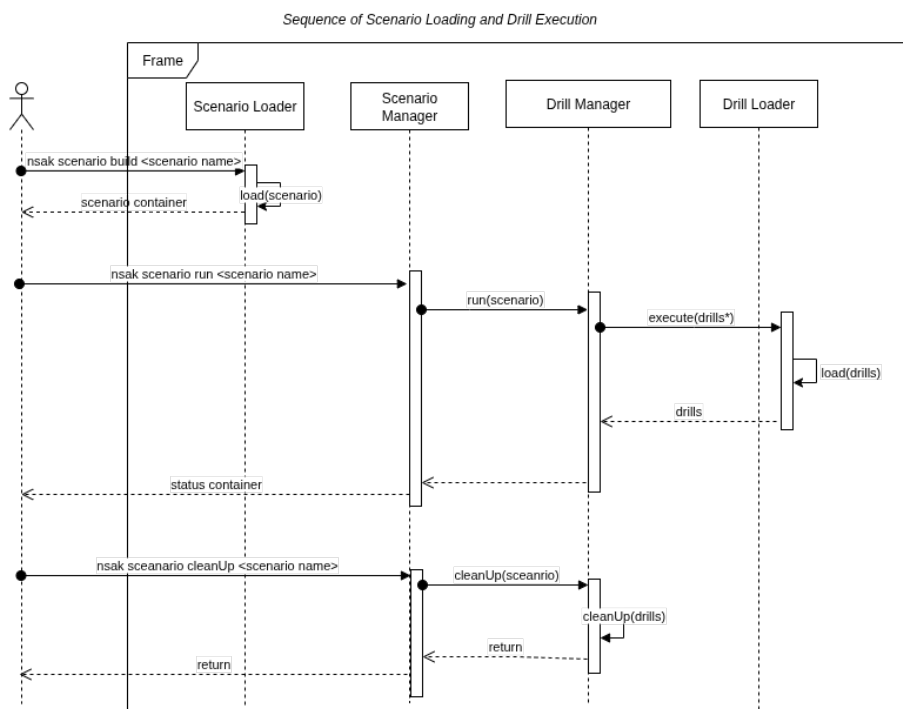 Sequence of Scenario Loading and Drill Execution
Frame
Scenario Loader
Scenario
Manager
Drill Manager
Drill Loader
nsak scenario build <scenario name>
load(scenario)
scenario container
nsak scenario run <scenario name>
run(scenario)
execute(drills*)
load(drills)
drills
status container
nsak sceanario cleanUp <scenario name>
cleanUp(sceanrio)
cleanUp(drills)
return
return